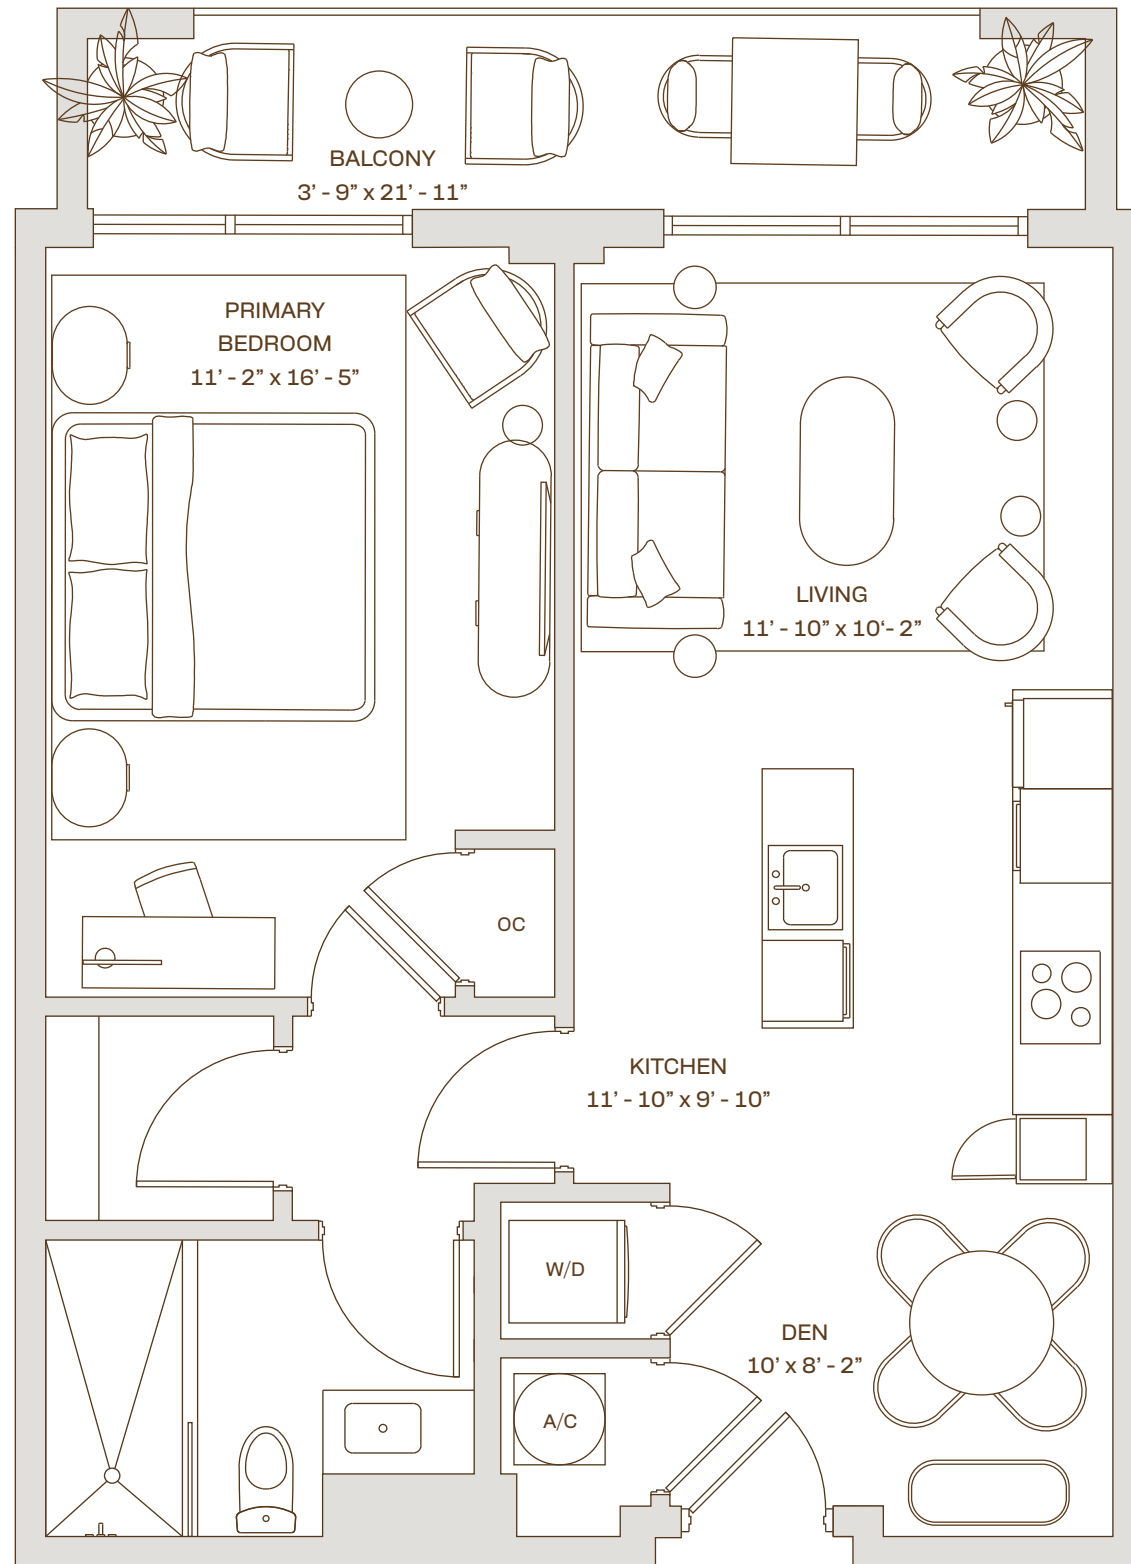 BALCONY
3’ - 9” x 21’ - 11”
PRIMARY
BEDROOM
11’ - 2” x 16’ - 5”
LIVING
11’ - 10” x 10‘- 2”
OC
KITCHEN
11’ - 10” x 9’ - 10”
W/D
DEN
10’ x 8’ - 2”
A/C